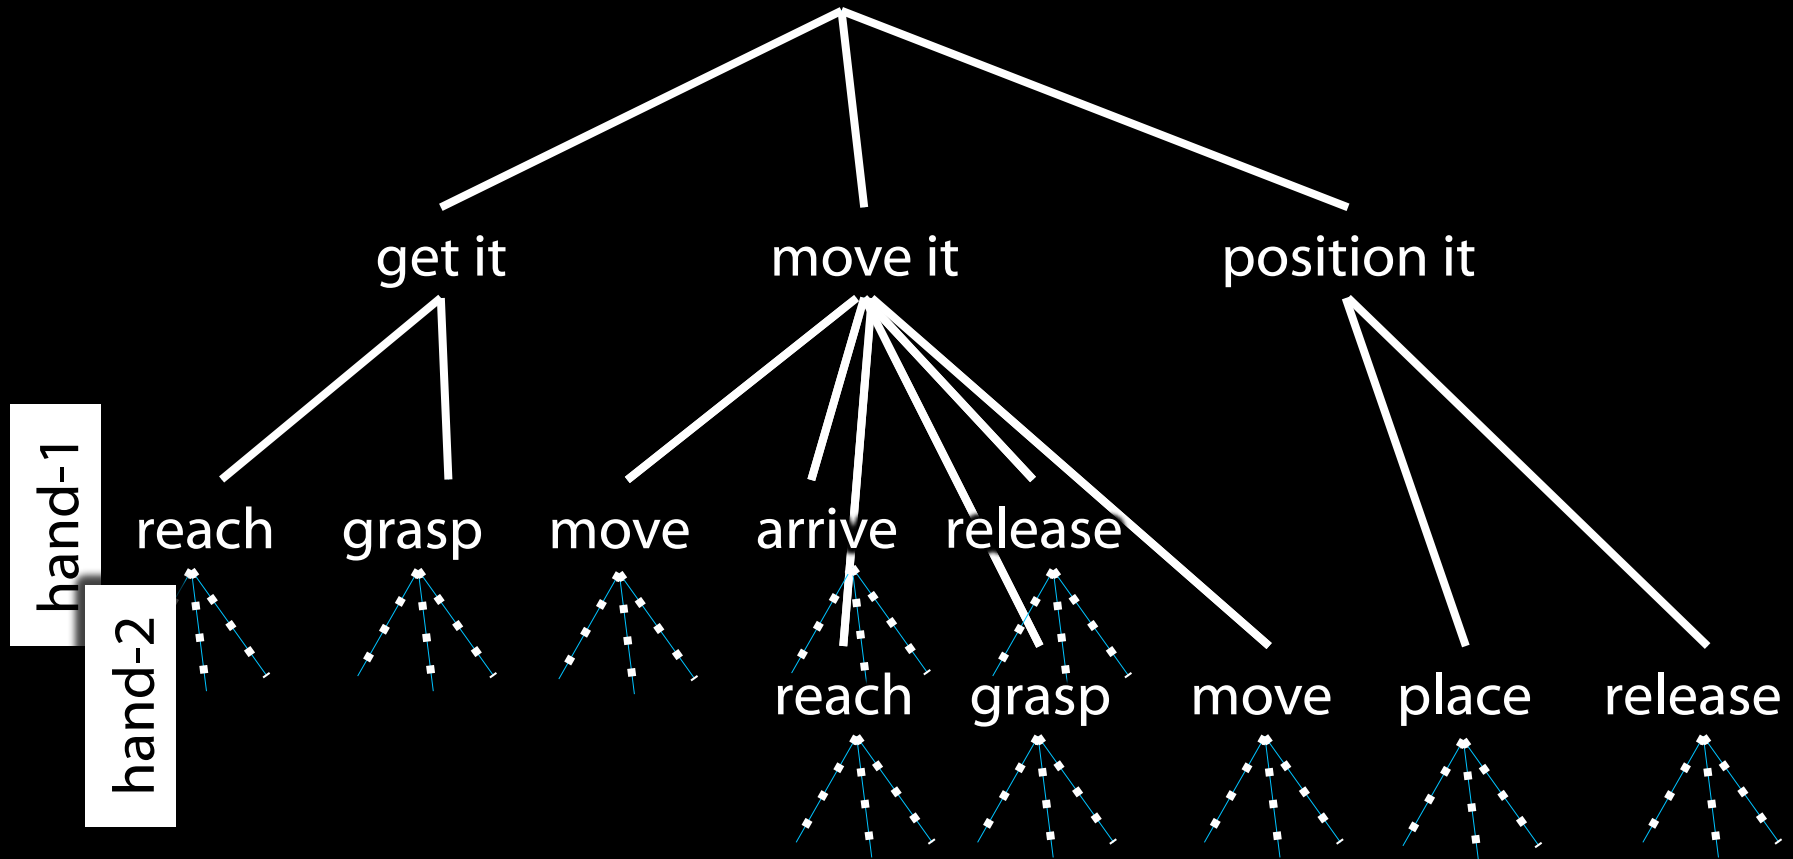 get it move it position it
hand-1
reach grasp move arrive release
hand-2
reach grasp move place release